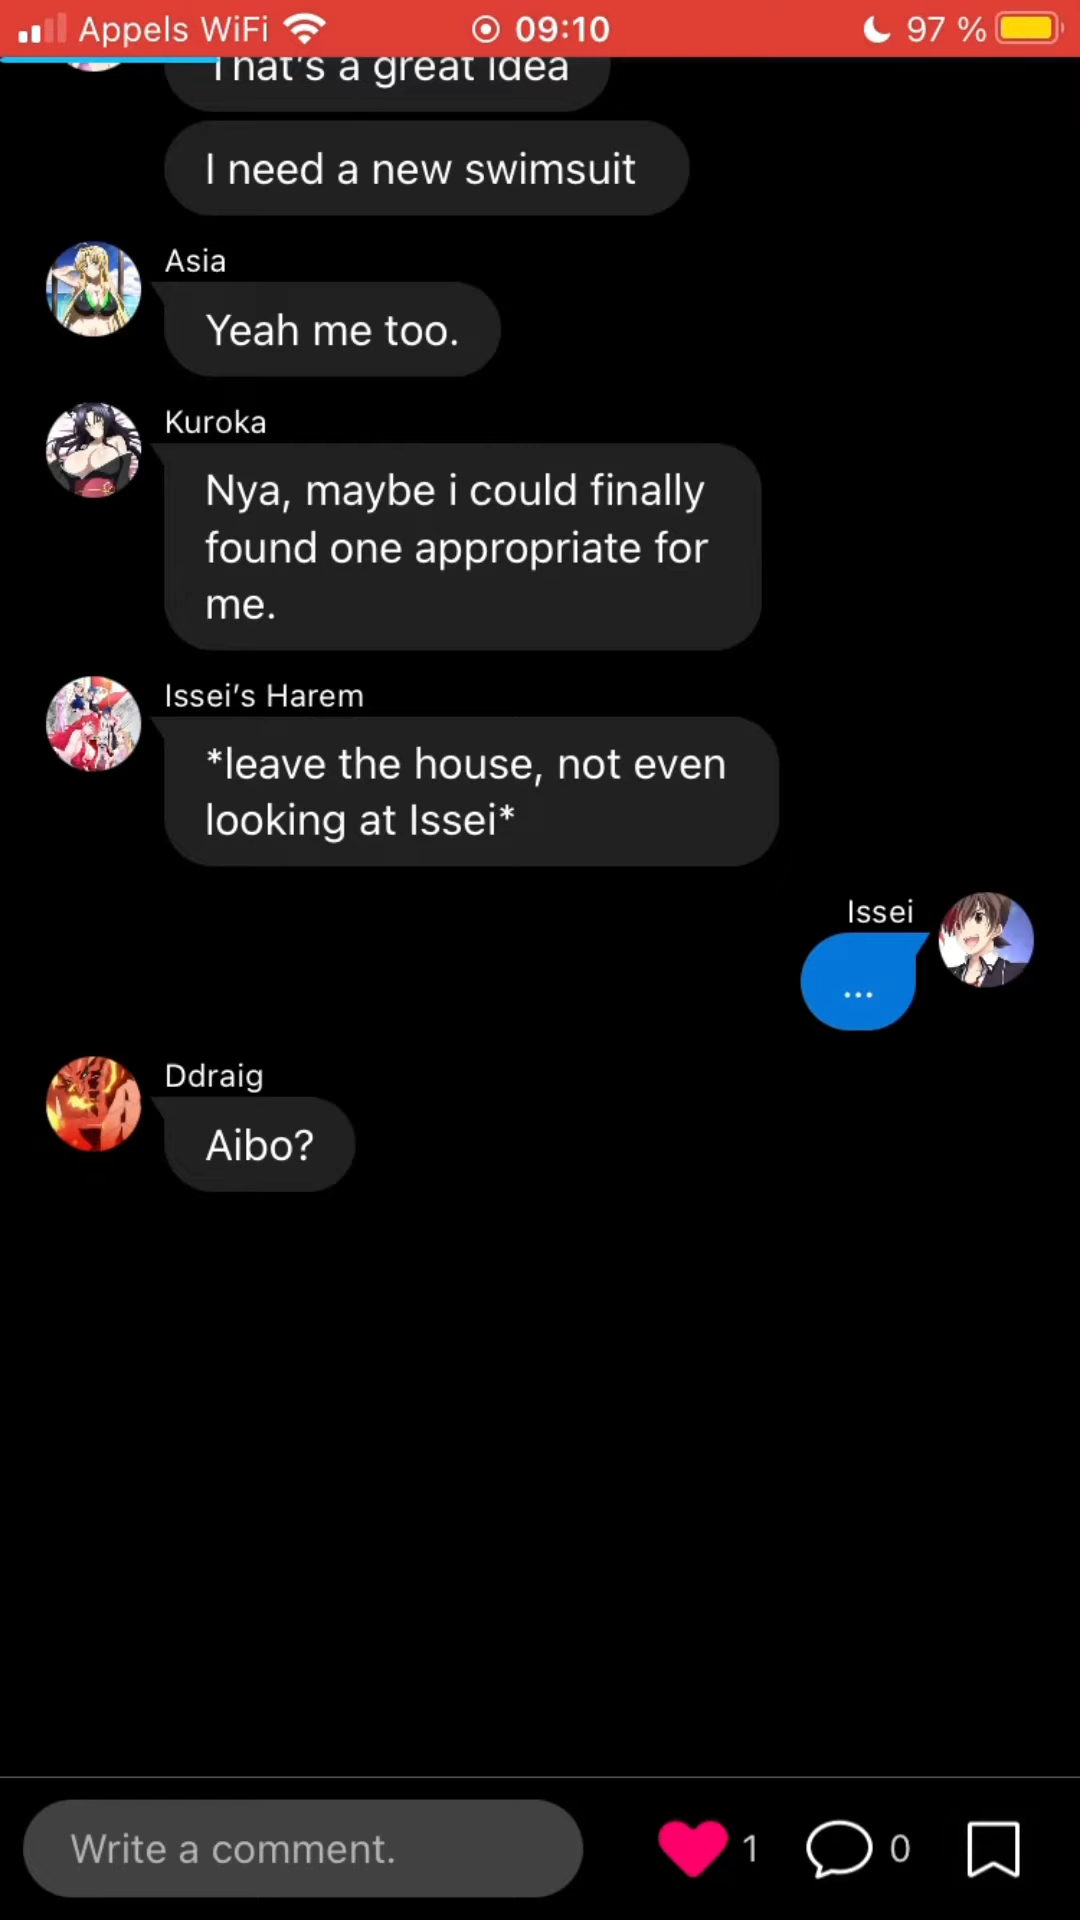 Appels WiFi 09:10 97 %
That's a great idea
I need a new swimsuit
Asia
Yeah me too.
Kuroka
Nya, maybe i could finally
found one appropriate for
me.
Issei's Harem
*leave the house, not even
looking at Issei*
Issei
...
Ddraig
Aibo?
Write a comment. 1 0